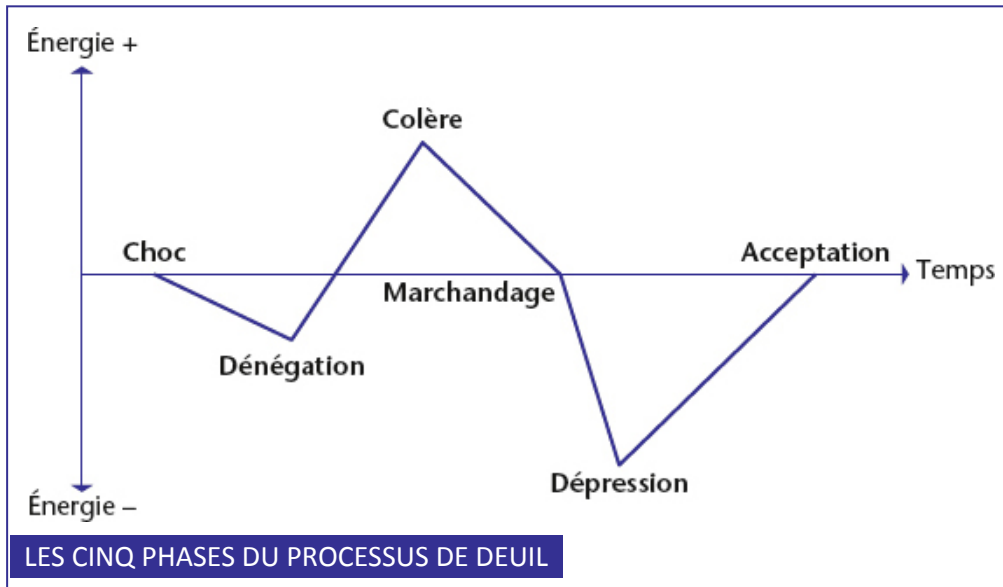 Énergie +
Colère
Choc
Acceptation
Temps
Marchandage
Dénégation
Dépression
Énergie –
LES CINQ PHASES DU PROCESSUS DE DEUIL